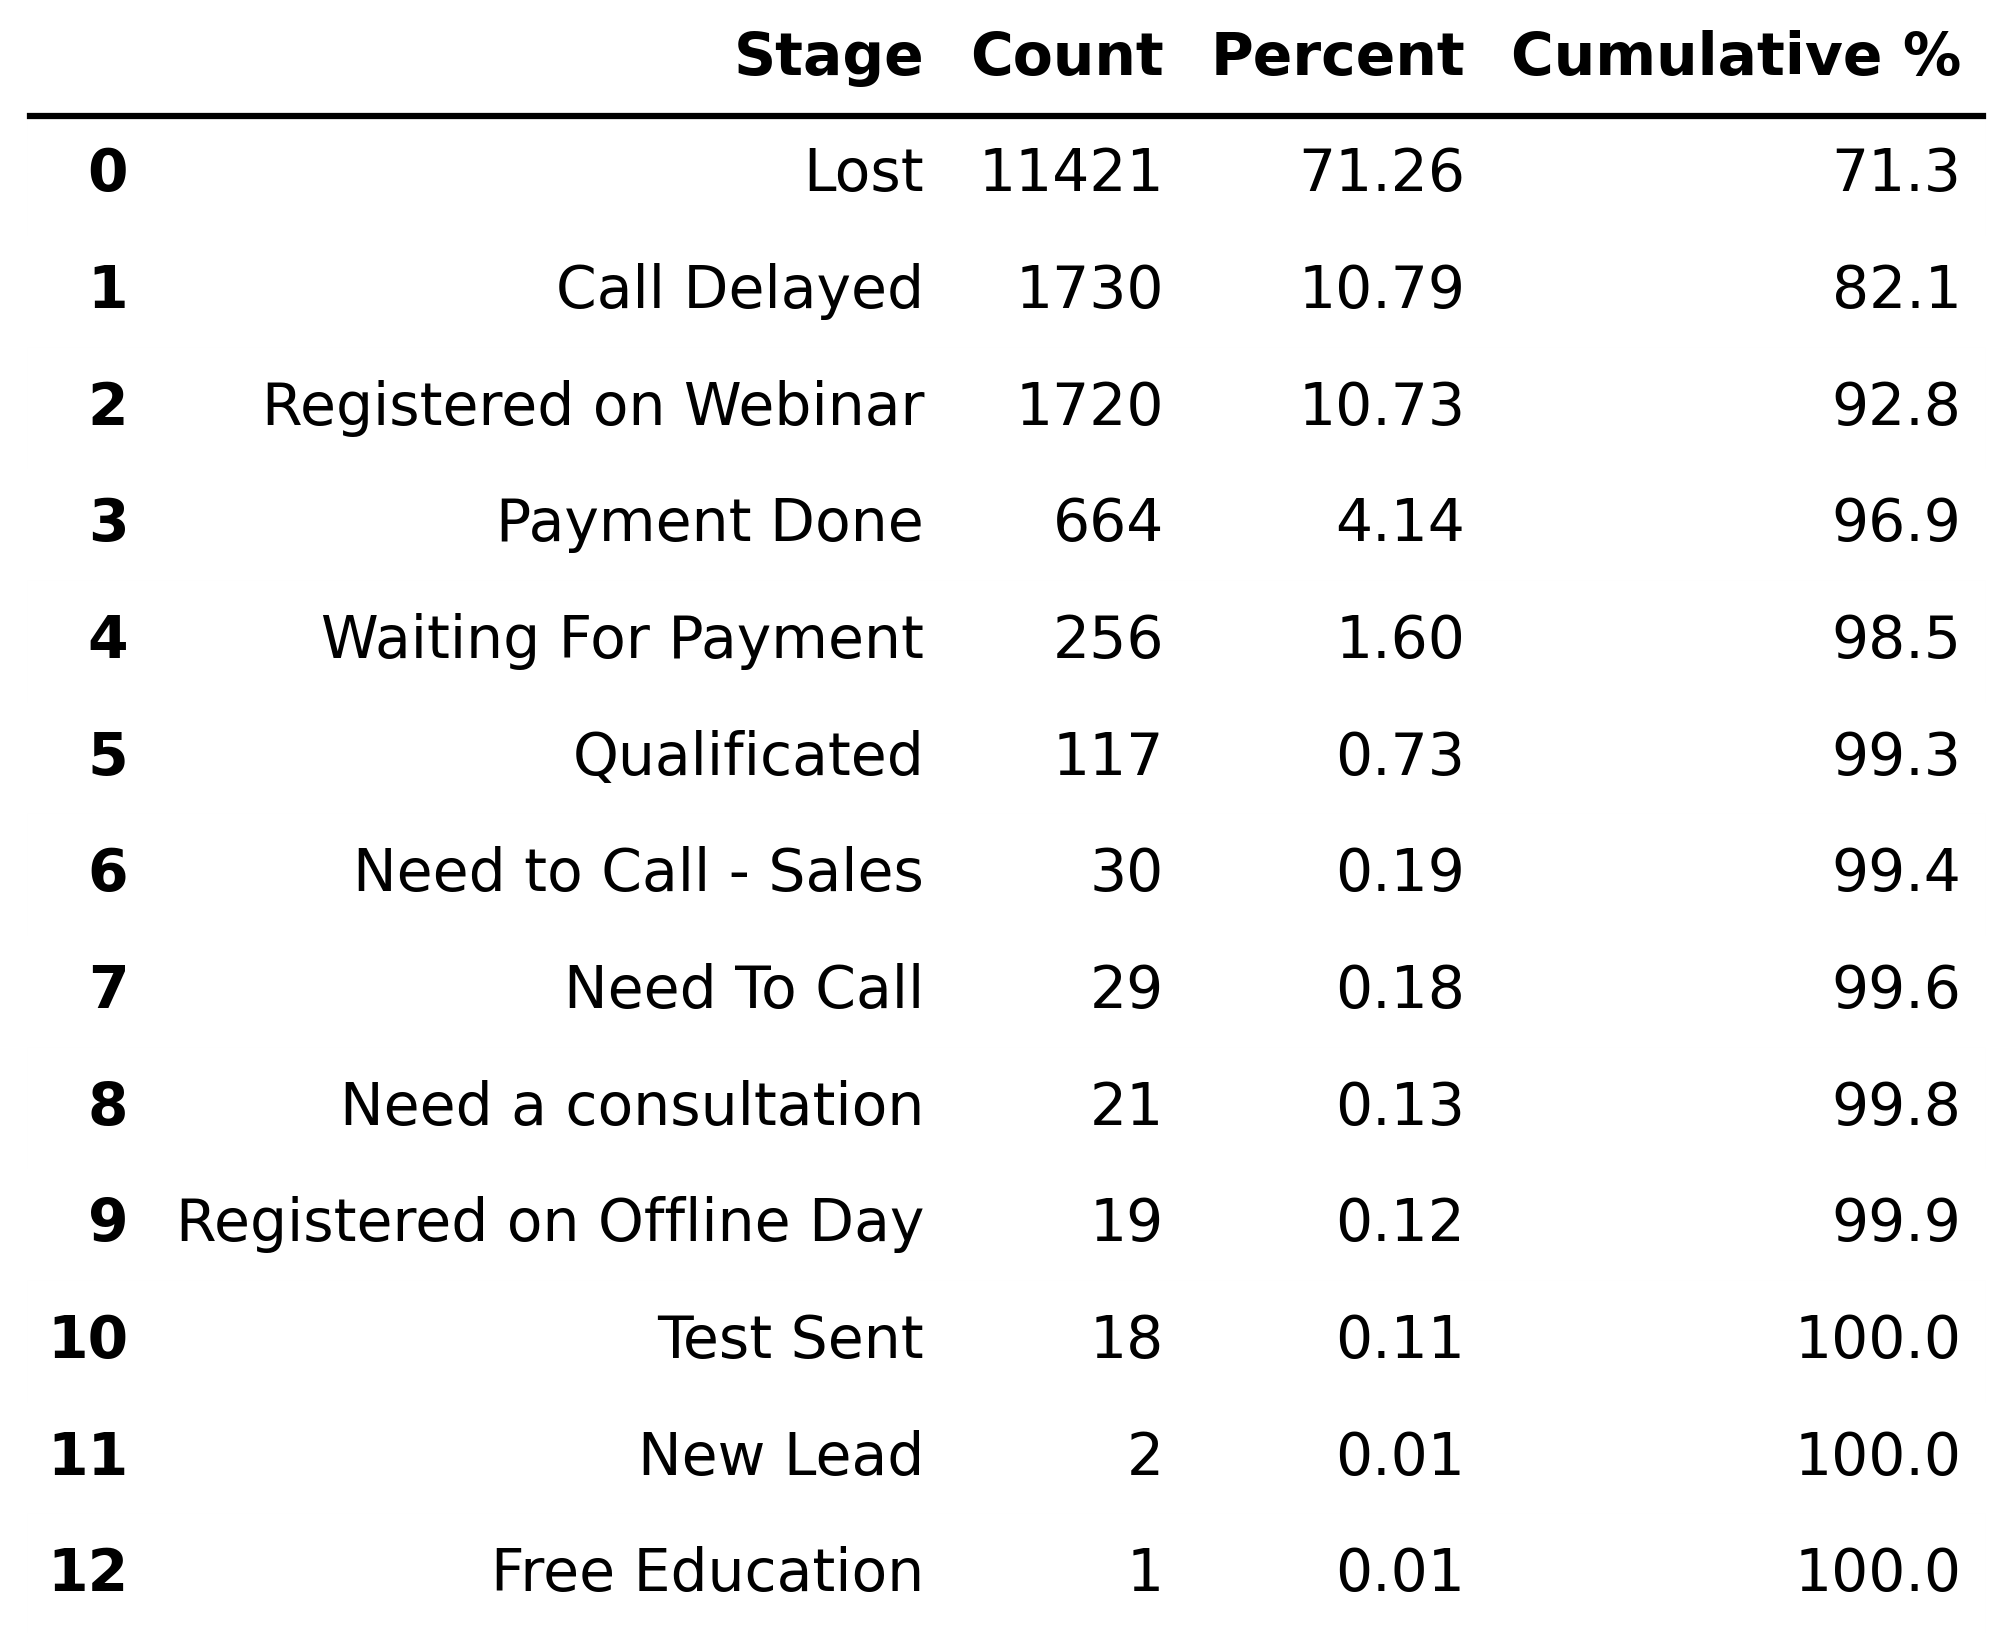 Stage Count Percent Cumulative %
0 Lost 11421 71.26 71.3
1 Call Delayed 1730 10.79 82.1
2 Registered on Webinar 1720 10.73 92.8
3 Payment Done 664 4.14 96.9
4 Waiting For Payment 256 1.60 98.5
5 Qualificated 117 0.73 99.3
6 Need to Call - Sales 30 0.19 99.4
7 Need To Call 29 0.18 99.6
8 Need a consultation 21 0.13 99.8
9 Registered on Offline Day 19 0.12 99.9
10 Test Sent 18 0.11 100.0
11 New Lead 2 0.01 100.0
12 Free Education 1 0.01 100.0